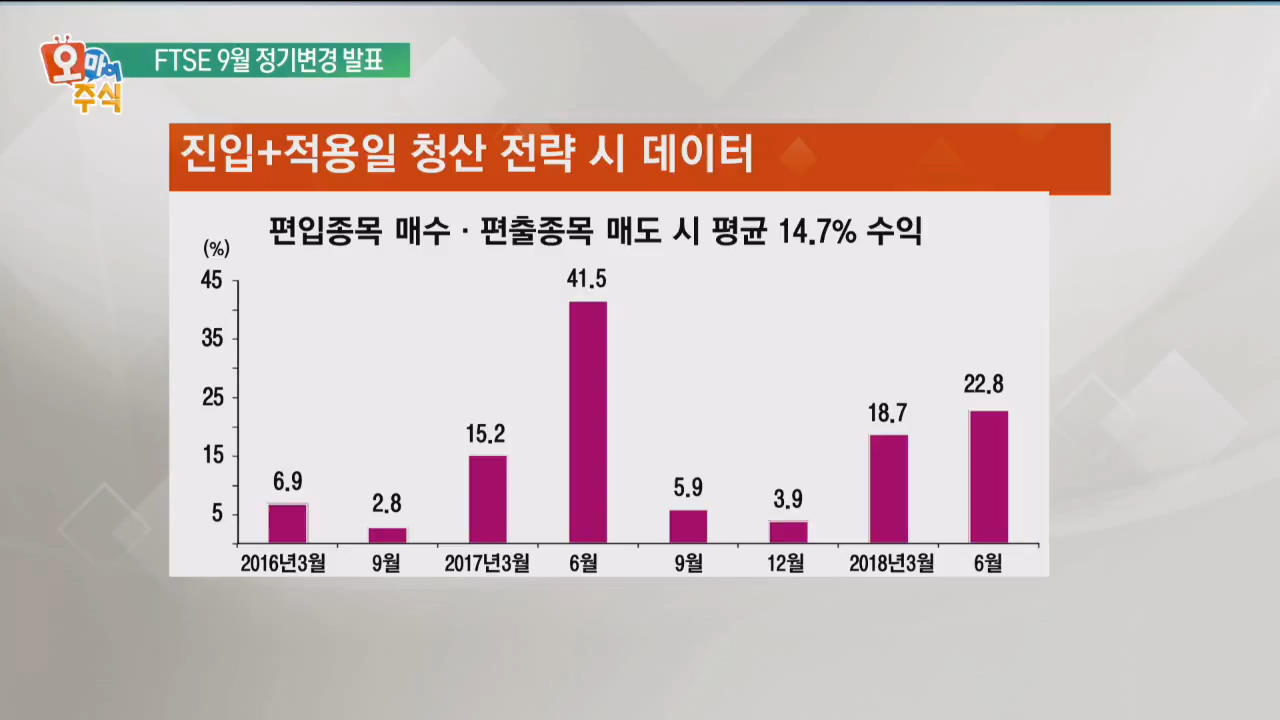 오마이
주식
FTSE 9월 정기변경 발표
진입+적용일 청산 전략 시 데이터
편입종목 매수 · 편출종목 매도 시 평균 14.7% 수익
(%)
45
35
25
15
5
6.9
2.8
15.2
41.5
5.9
3.9
18.7
22.8
2016년3월 9월 2017년3월 6월 9월 12월 2018년3월 6월